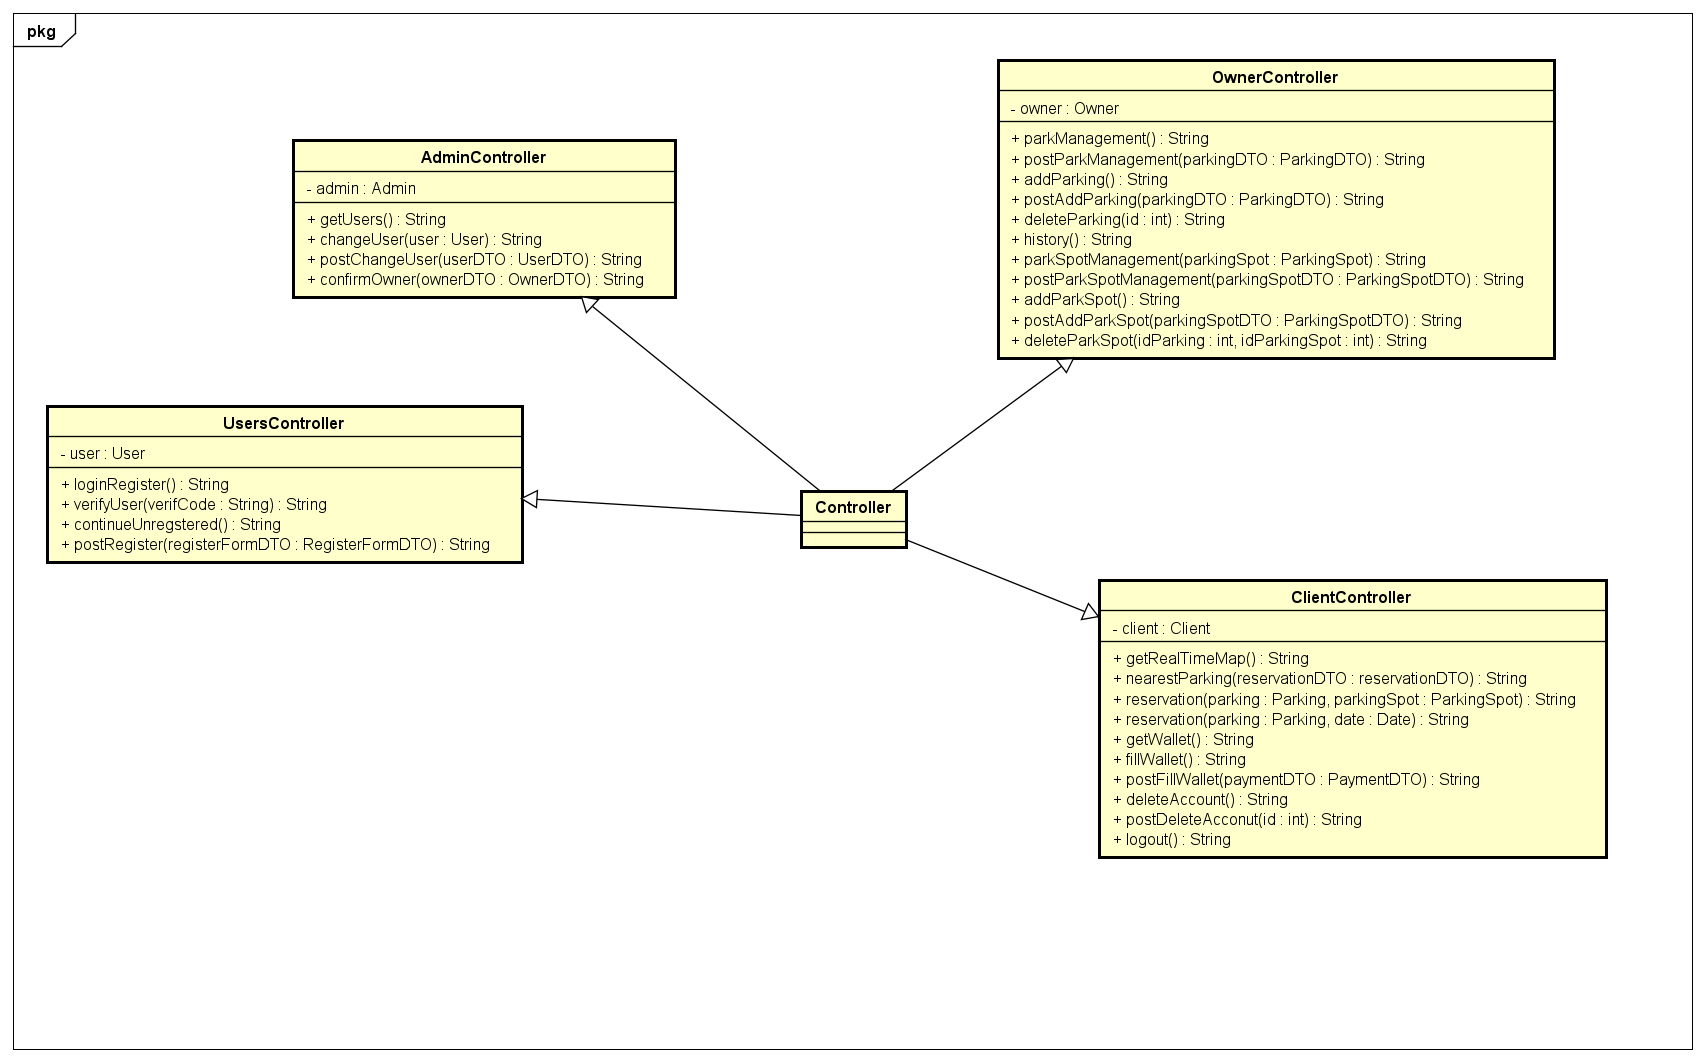 pkg
OwnerController
- owner : Owner
+ parkManagement() : String
+ postParkManagement(parkingDTO : ParkingDTO) : String
+ addParking() : String
+ postAddParking(parkingDTO : ParkingDTO) : String
+ deleteParking(id : int) : String
+ history() : String
+ parkSpotManagement(parkingSpot : ParkingSpot) : String
+ postParkSpotManagement(parkingSpotDTO : ParkingSpotDTO) : String
+ addParkSpot() : String
+ postAddParkSpot(parkingSpotDTO : ParkingSpotDTO) : String
+ deleteParkSpot(idParking : int, idParkingSpot : int) : String
AdminController
- admin : Admin
+ getUsers() : String
+ changeUser(user : User) : String
+ postChangeUser(userDTO : UserDTO) : String
+ confirmOwner(ownerDTO : OwnerDTO) : String
UsersController
- user : User
+ loginRegister() : String
+ verifyUser(verifCode : String) : String
+ continueUnregstered() : String
+ postRegister(registerFormDTO : RegisterFormDTO) : String
Controller
ClientController
- client : Client
+ getRealTimeMap() : String
+ nearestParking(reservationDTO : reservationDTO) : String
+ reservation(parking : Parking, parkingSpot : ParkingSpot) : String
+ reservation(parking : Parking, date : Date) : String
+ getWallet() : String
+ fillWallet() : String
+ postFillWallet(paymentDTO : PaymentDTO) : String
+ deleteAccount() : String
+ postDeleteAcconut(id : int) : String
+ logout() : String